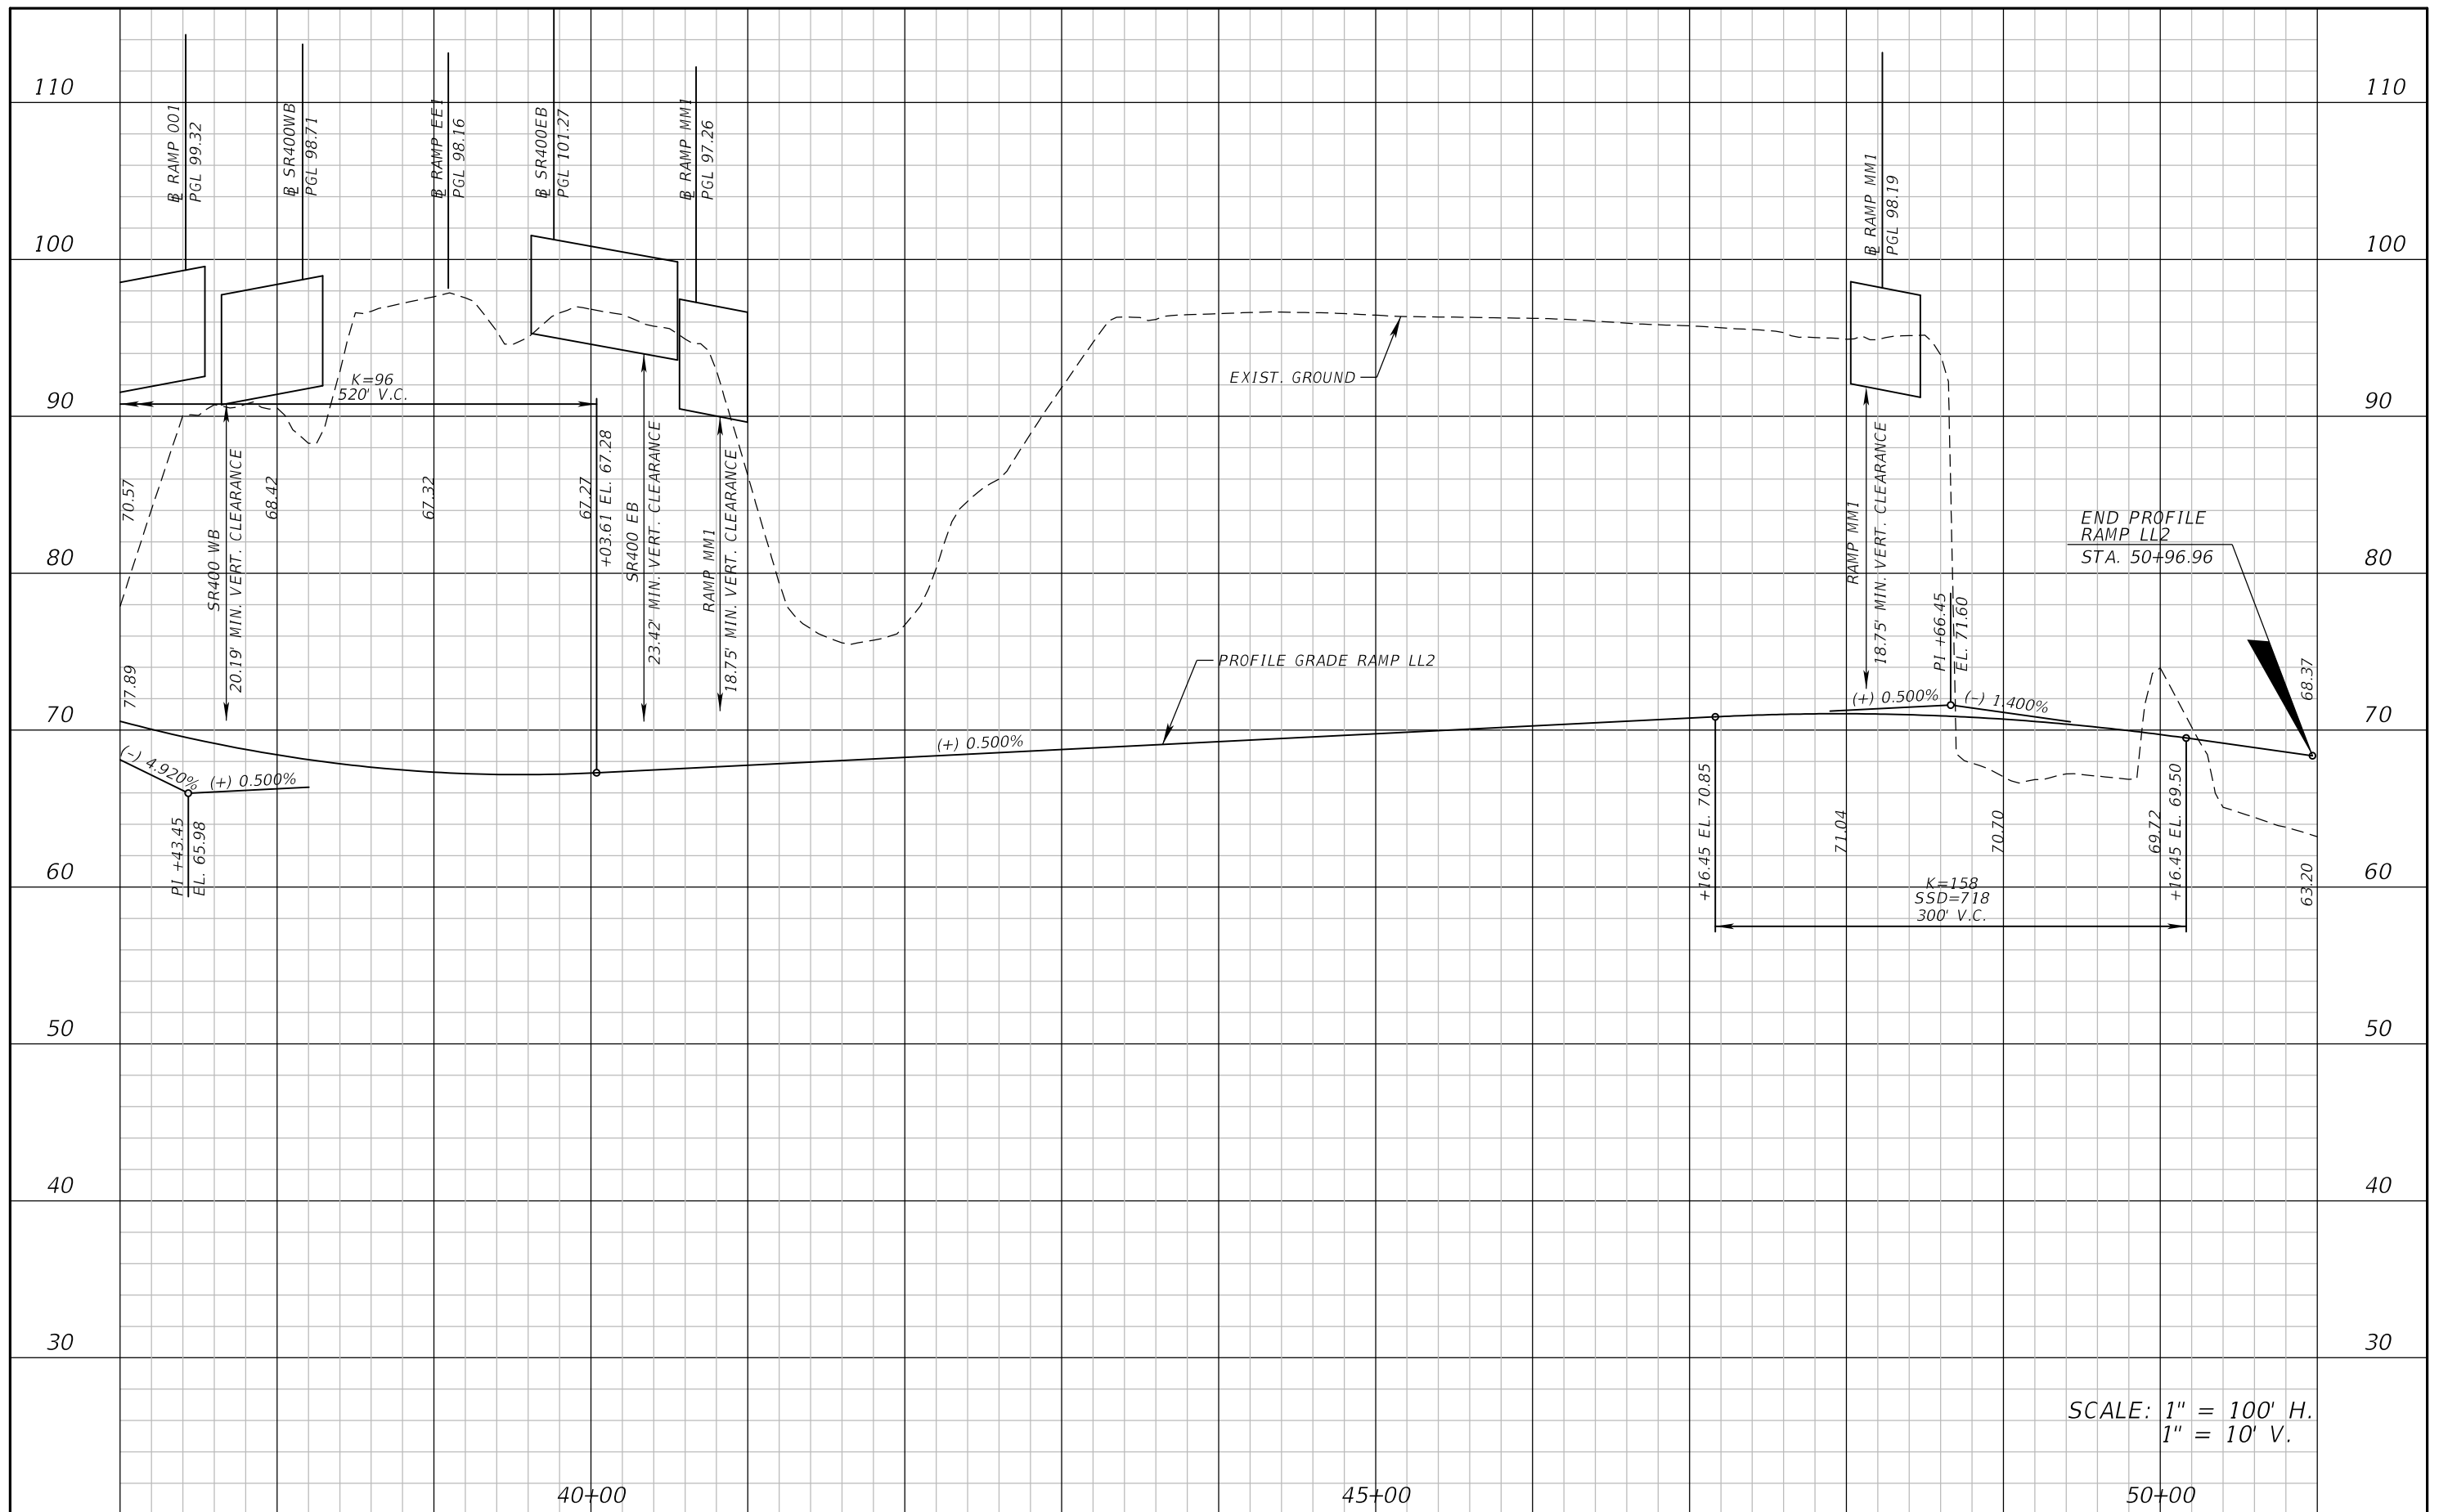 110
110
100
100
90
90
80
80
70
70
60
60
50
50
40
40
30
30
℄ RAMP 001
PGL 99.32
℄ SR400WB
PGL 98.71
℄ RAMP EE1
PGL 98.16
℄ SR400EB
PGL 101.27
℄ RAMP MM1
PGL 97.26
℄ RAMP MM1
PGL 98.19
K=96
520' V.C.
EXIST. GROUND
70.57
77.89
SR400 WB
20.19' MIN. VERT. CLEARANCE
68.42
67.32
67.27
+03.61 EL. 67.28
SR400 EB
23.42' MIN. VERT. CLEARANCE
RAMP MM1
18.75' MIN. VERT. CLEARANCE
RAMP MM1
18.75' MIN. VERT. CLEARANCE
PI +66.45
EL. 71.60
END PROFILE
RAMP LL2
STA. 50+96.96
68.37
PROFILE GRADE RAMP LL2
(-) 4.920%
(+) 0.500%
(+) 0.500%
(+) 0.500%
(-) 1.400%
PI +43.45
EL. 65.98
+16.45 EL. 70.85
71.04
70.70
69.72
+16.45 EL. 69.50
63.20
K=158
SSD=718
300' V.C.
SCALE: 1" = 100' H.
1" = 10' V.
40+00
45+00
50+00